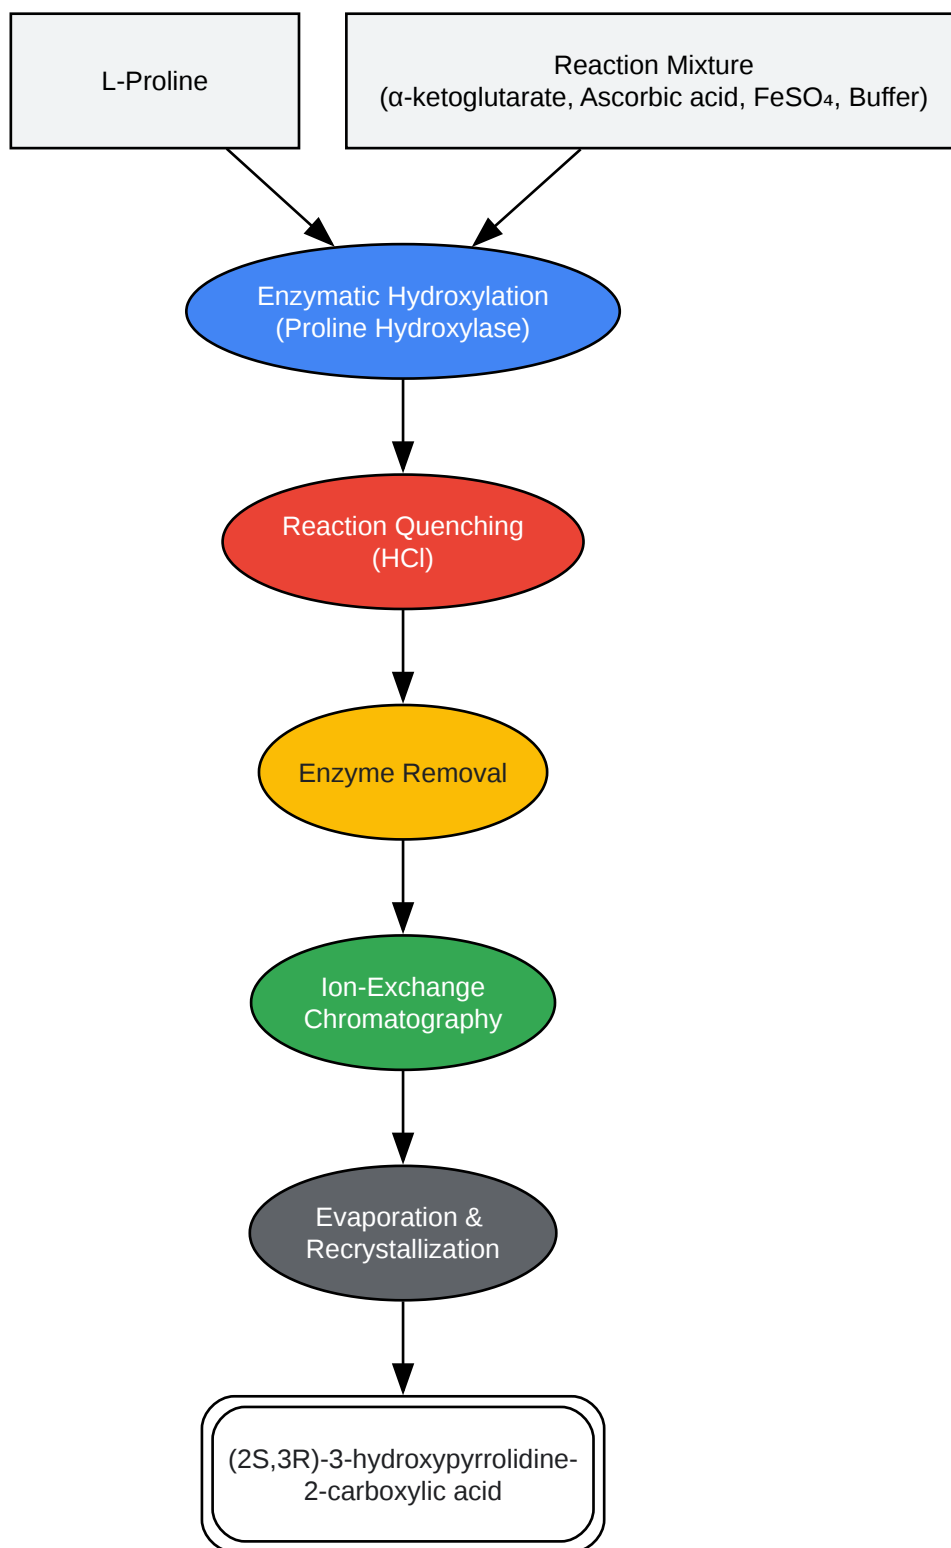 L-Proline
Reaction Mixture
(α-ketoglutarate, Ascorbic acid, FeSO₄, Buffer)
Enzymatic Hydroxylation
(Proline Hydroxylase)
Reaction Quenching
(HCl)
Enzyme Removal
Ion-Exchange
Chromatography
Evaporation &
Recrystallization
(2S,3R)-3-hydroxypyrrolidine-
2-carboxylic acid